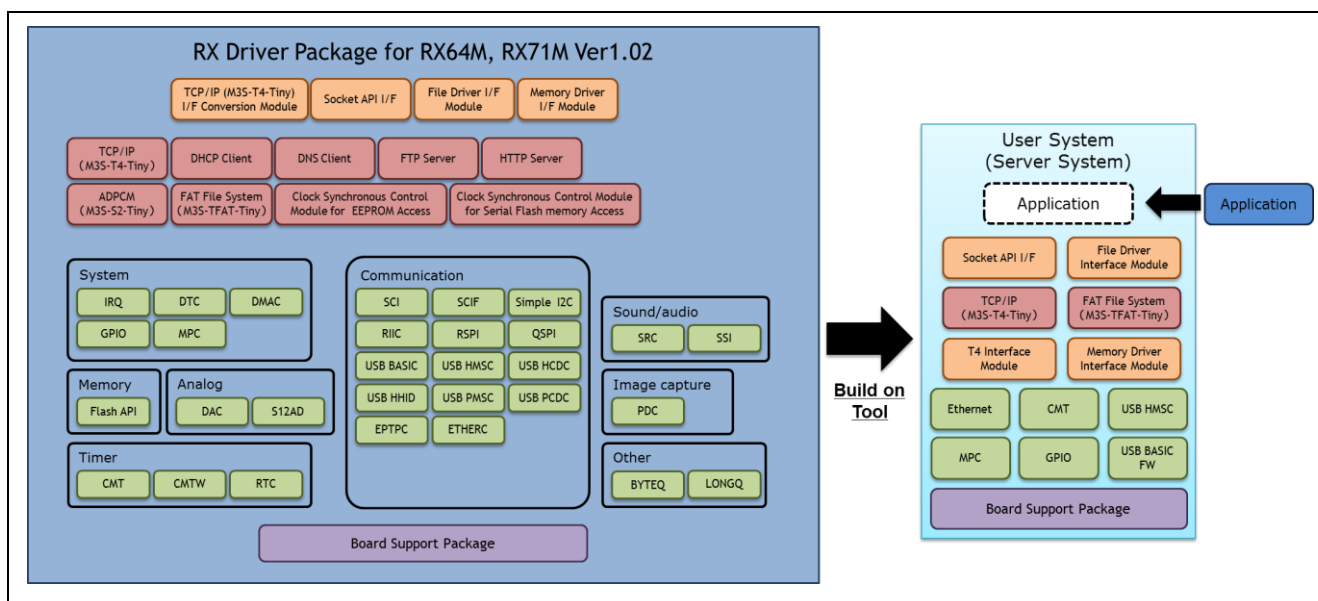 RX Driver Package for RX64M, RX71M Ver1.02
TCP/IP (M3S-T4-Tiny)
I/F Conversion Module
Socket API I/F
File Driver I/F
Module
Memory Driver
I/F Module
TCP/IP
(M3S-T4-Tiny)
DHCP Client
DNS Client
FTP Server
HTTP Server
ADPCM
(M3S-S2-Tiny)
FAT File System
(M3S-TFAT-Tiny)
Clock Synchronous Control
Module for EEPROM Access
Clock Synchronous Control Module
for Serial Flash memory Access
System
IRQ
DTC
DMAC
GPIO
MPC
Memory
Flash API
Analog
DAC
S12AD
Timer
CMT
CMTW
RTC
Communication
SCI
SCIF
Simple I2C
RIIC
RSPI
QSPI
USB BASIC
USB HMSC
USB HCDC
USB HHID
USB PMSC
USB PCDC
EPTPC
ETHERC
Sound/audio
SRC
SSI
Image capture
PDC
Other
BYTEQ
LONGQ
Board Support Package
Build on
Tool
User System
(Server System)
Application
Application
Socket API I/F
File Driver
Interface Module
TCP/IP
(M3S-T4-Tiny)
FAT File System
(M3S-TFAT-Tiny)
T4 Interface
Module
Memory Driver
Interface Module
Ethernet
CMT
USB HMSC
MPC
GPIO
USB BASIC
FW
Board Support Package